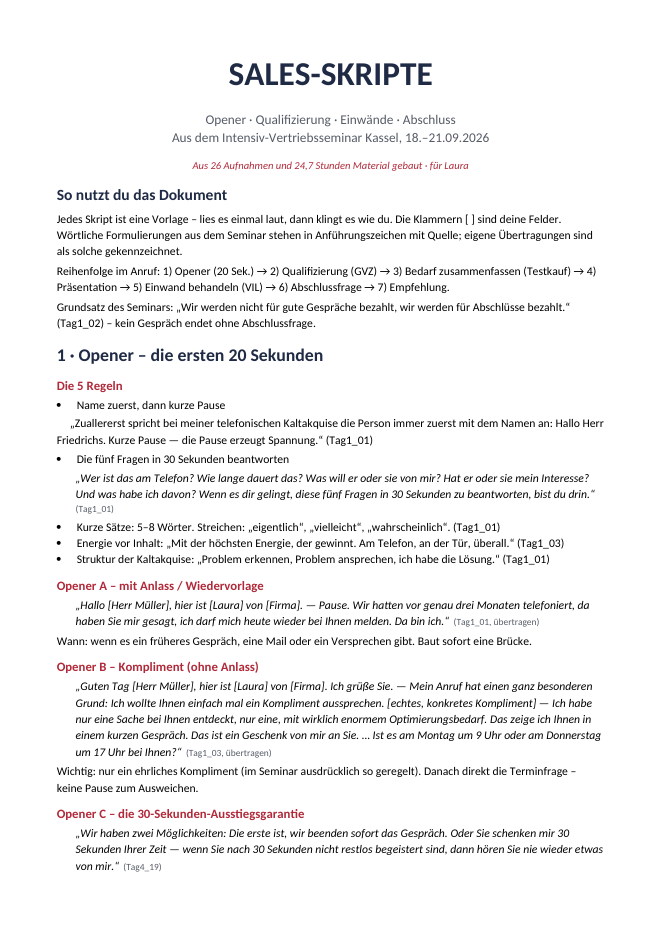 SALES-SKRIPTE
Opener · Qualifizierung · Einwände · Abschluss
Aus dem Intensiv-Vertriebsseminar Kassel, 18.–21.09.2026
Aus 26 Aufnahmen und 24,7 Stunden Material gebaut · für Laura
So nutzt du das Dokument
Jedes Skript ist eine Vorlage – lies es einmal laut, dann klingt es wie du. Die Klammern [ ] sind deine Felder.
Wörtliche Formulierungen aus dem Seminar stehen in Anführungszeichen mit Quelle; eigene Übertragungen sind
als solche gekennzeichnet.
Reihenfolge im Anruf: 1) Opener (20 Sek.) → 2) Qualifizierung (GVZ) → 3) Bedarf zusammenfassen (Testkauf) → 4)
Präsentation → 5) Einwand behandeln (VIL) → 6) Abschlussfrage → 7) Empfehlung.
Grundsatz des Seminars: „Wir werden nicht für gute Gespräche bezahlt, wir werden für Abschlüsse bezahlt.“
(Tag1_02) – kein Gespräch endet ohne Abschlussfrage.
1 · Opener – die ersten 20 Sekunden
Die 5 Regeln
• Name zuerst, dann kurze Pause
„Zuallererst spricht bei meiner telefonischen Kaltakquise die Person immer zuerst mit dem Namen an: Hallo Herr
Friedrichs. Kurze Pause — die Pause erzeugt Spannung.“ (Tag1_01)
• Die fünf Fragen in 30 Sekunden beantworten
„Wer ist das am Telefon? Wie lange dauert das? Was will er oder sie von mir? Hat er oder sie mein Interesse?
Und was habe ich davon? Wenn es dir gelingt, diese fünf Fragen in 30 Sekunden zu beantworten, bist du drin.“
(Tag1_01)
• Kurze Sätze: 5–8 Wörter. Streichen: „eigentlich“, „vielleicht“, „wahrscheinlich“. (Tag1_01)
• Energie vor Inhalt: „Mit der höchsten Energie, der gewinnt. Am Telefon, an der Tür, überall.“ (Tag1_03)
• Struktur der Kaltakquise: „Problem erkennen, Problem ansprechen, ich habe die Lösung.“ (Tag1_01)
Opener A – mit Anlass / Wiedervorlage
„Hallo [Herr Müller], hier ist [Laura] von [Firma]. — Pause. Wir hatten vor genau drei Monaten telefoniert, da
haben Sie mir gesagt, ich darf mich heute wieder bei Ihnen melden. Da bin ich.“ (Tag1_01, übertragen)
Wann: wenn es ein früheres Gespräch, eine Mail oder ein Versprechen gibt. Baut sofort eine Brücke.
Opener B – Kompliment (ohne Anlass)
„Guten Tag [Herr Müller], hier ist [Laura] von [Firma]. Ich grüße Sie. — Mein Anruf hat einen ganz besonderen
Grund: Ich wollte Ihnen einfach mal ein Kompliment aussprechen. [echtes, konkretes Kompliment] — Ich habe
nur eine Sache bei Ihnen entdeckt, nur eine, mit wirklich enormem Optimierungsbedarf. Das zeige ich Ihnen in
einem kurzen Gespräch. Das ist ein Geschenk von mir an Sie. … Ist es am Montag um 9 Uhr oder am Donnerstag
um 17 Uhr bei Ihnen?“ (Tag1_03, übertragen)
Wichtig: nur ein ehrliches Kompliment (im Seminar ausdrücklich so geregelt). Danach direkt die Terminfrage –
keine Pause zum Ausweichen.
Opener C – die 30-Sekunden-Ausstiegsgarantie
„Wir haben zwei Möglichkeiten: Die erste ist, wir beenden sofort das Gespräch. Oder Sie schenken mir 30
Sekunden Ihrer Zeit — wenn Sie nach 30 Sekunden nicht restlos begeistert sind, dann hören Sie nie wieder etwas
von mir.“ (Tag4_19)